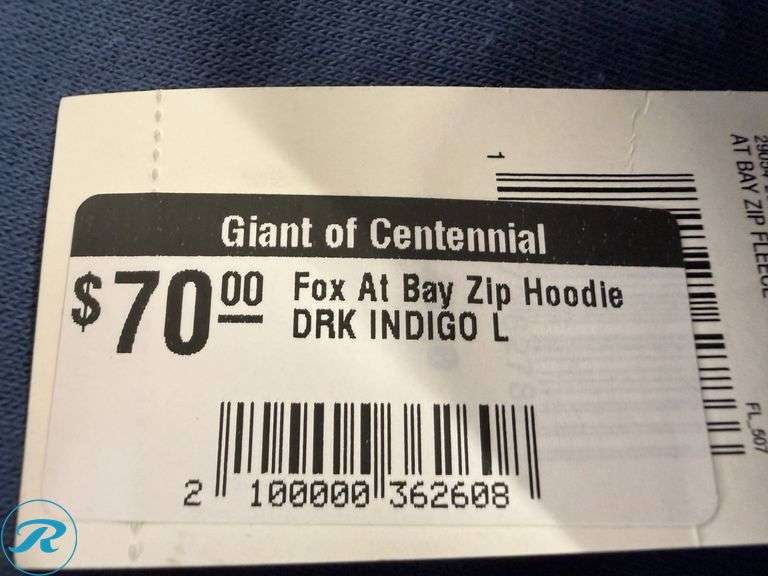 Giant of Centennial
$70.00
Fox At Bay Zip Hoodie
DRK INDIGO L
2 100000 362608
1
AT BAY ZIP FLEECE
FL_507
R